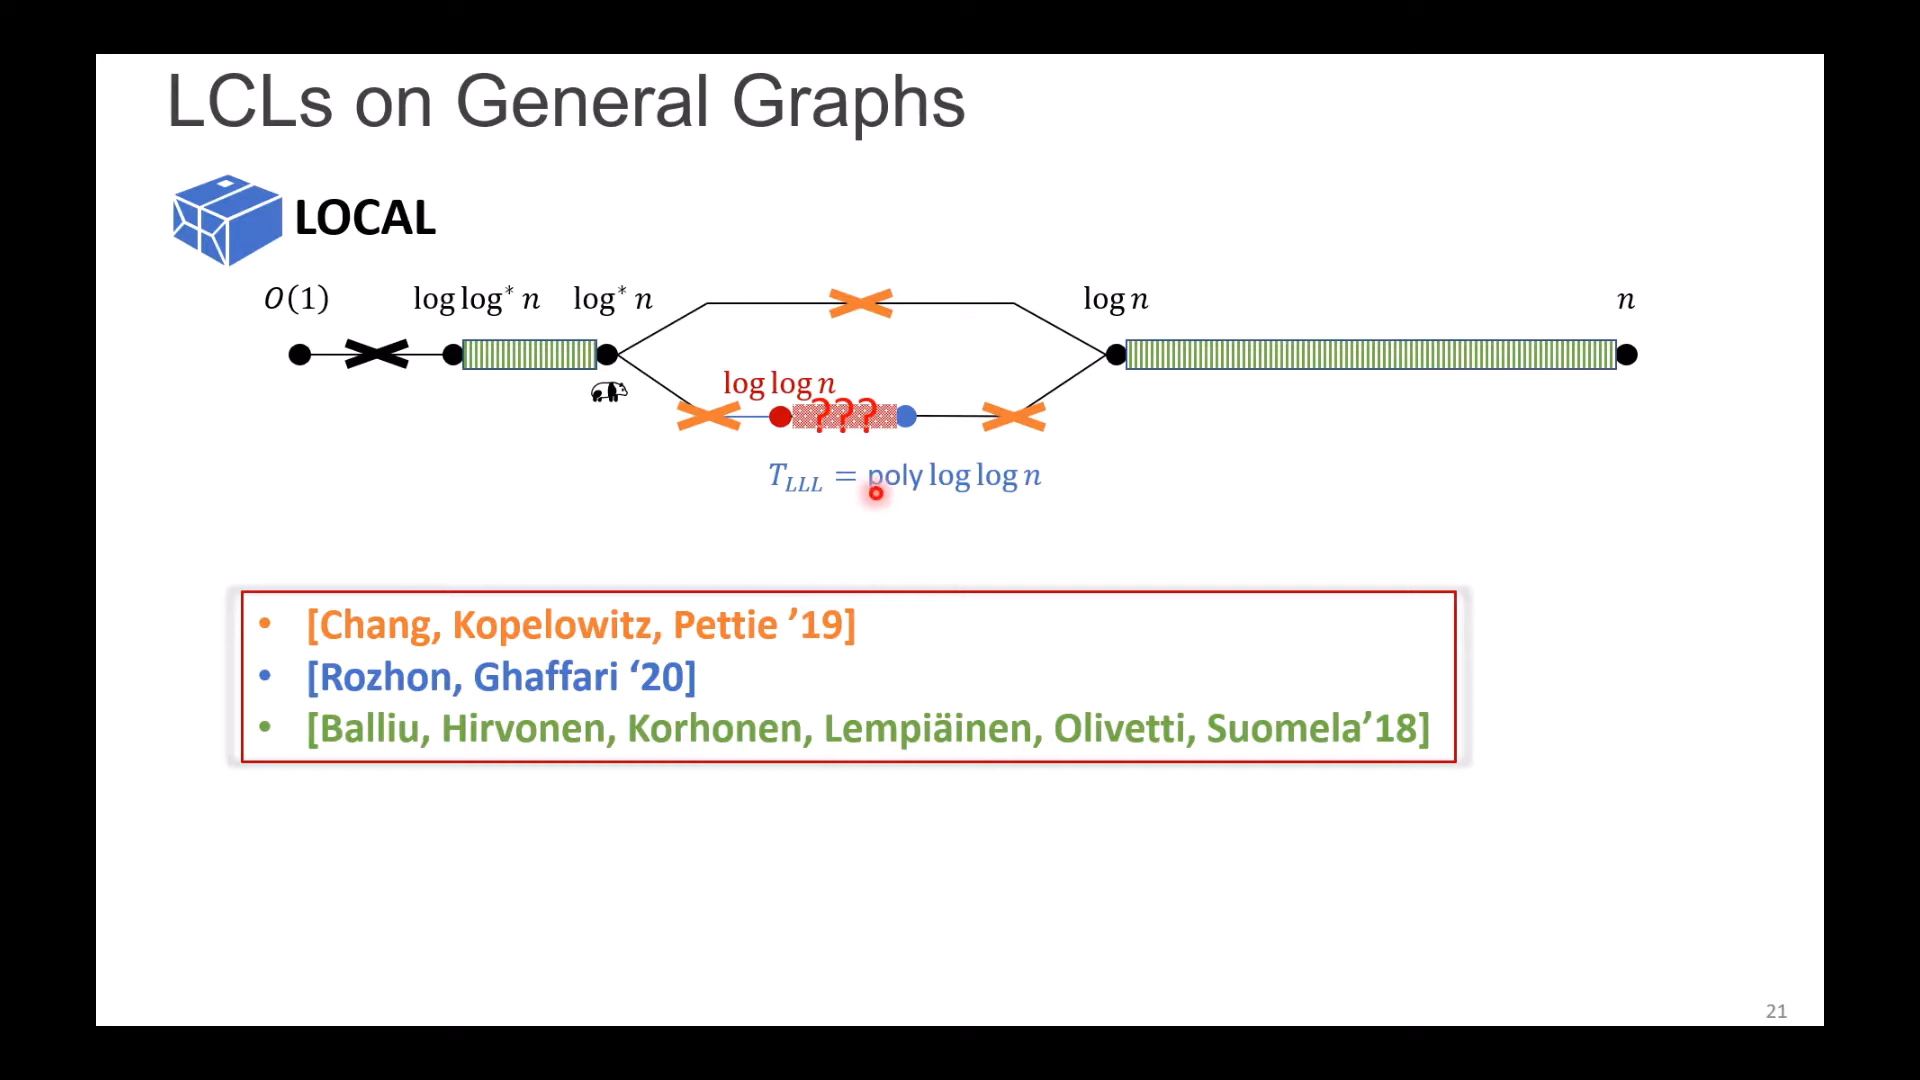 LCLs on General Graphs
LOCAL
O(1) log log* n log* n log n n
log log n
???
T_LLL = poly log log n
• [Chang, Kopelowitz, Pettie ’19]
• [Rozhon, Ghaffari ‘20]
• [Balliu, Hirvonen, Korhonen, Lempiäinen, Olivetti, Suomela’18]
21